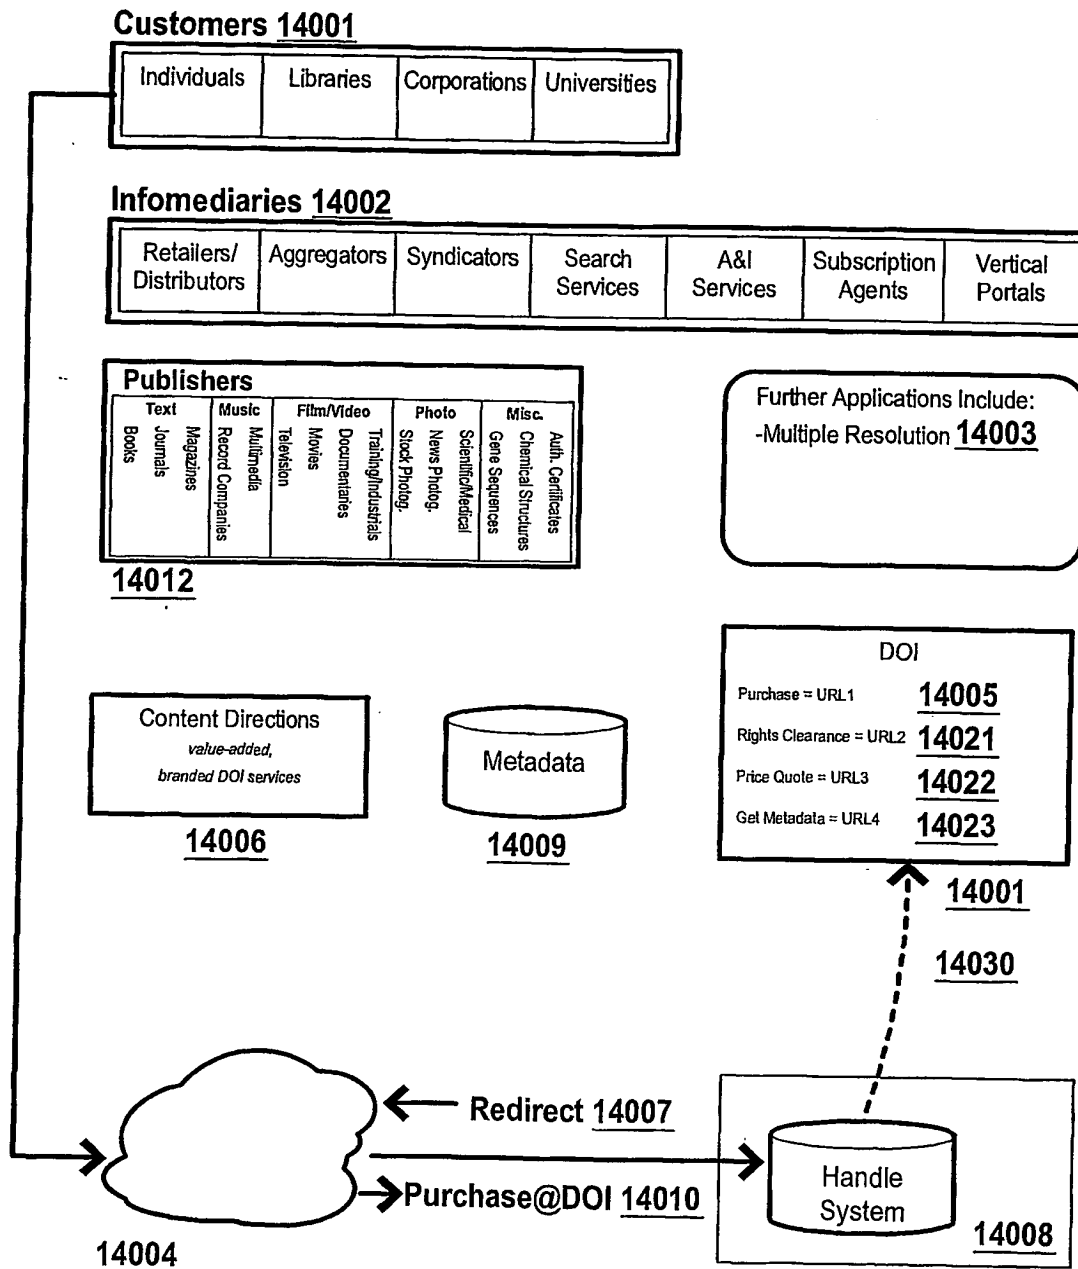 Customers 14001
Individuals
Libraries
Corporations
Universities
Infomediaries 14002
Retailers/
Distributors
Aggregators
Syndicators
Search
Services
A&I
Services
Subscription
Agents
Vertical
Portals
Publishers
Text
Music
Film/Video
Photo
Misc.
Books
Journals
Magazines
Record Companies
Multimedia
Television
Movies
Documentaries
Training/Industrials
Stock Photog.
News Photog.
Scientific/Medical
Gene Sequences
Chemical Structures
Auth. Certificates
14012
Further Applications Include:
-Multiple Resolution 14003
Content Directions
value-added,
branded DOI services
14006
Metadata
14009
DOI
Purchase = URL1 14005
Rights Clearance = URL2 14021
Price Quote = URL3 14022
Get Metadata = URL4 14023
14001
14030
Redirect 14007
Purchase@DOI 14010
14004
Handle
System
14008